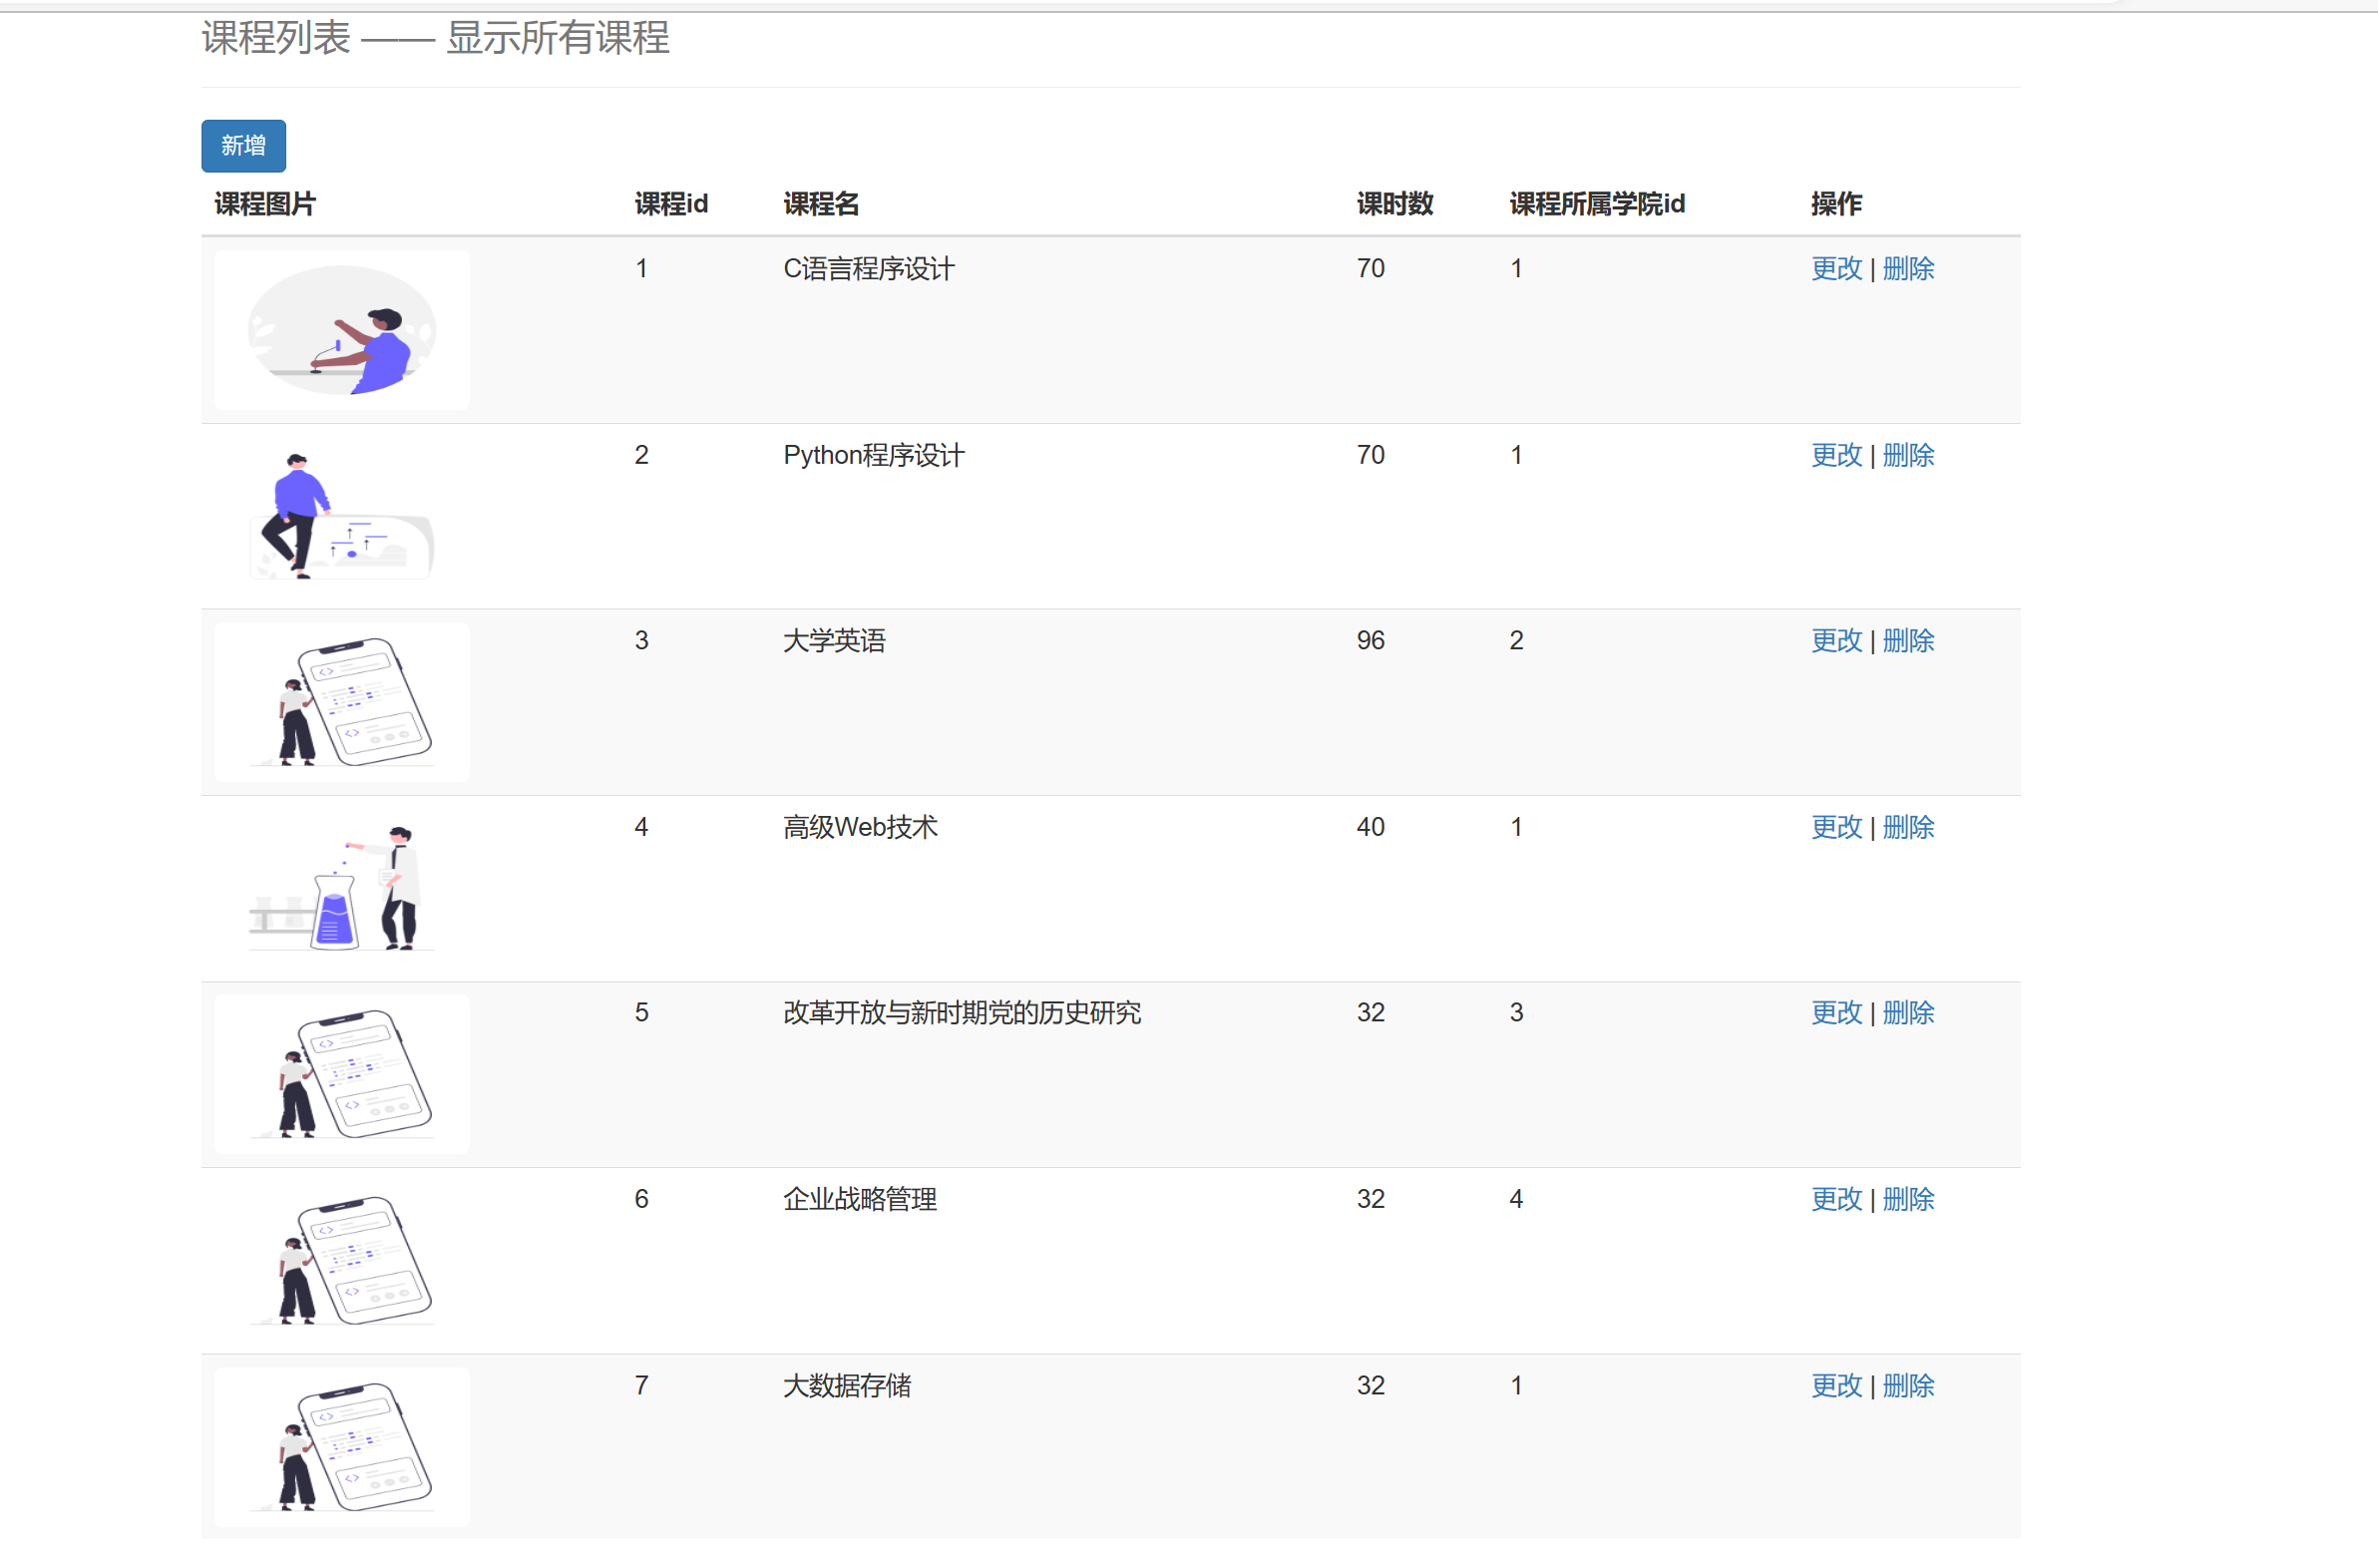 课程列表 —— 显示所有课程
新增
课程图片 课程id 课程名 课时数 课程所属学院id 操作
1 C语言程序设计 70 1 更改 | 删除
2 Python程序设计 70 1 更改 | 删除
3 大学英语 96 2 更改 | 删除
4 高级Web技术 40 1 更改 | 删除
5 改革开放与新时期党的历史研究 32 3 更改 | 删除
6 企业战略管理 32 4 更改 | 删除
7 大数据存储 32 1 更改 | 删除